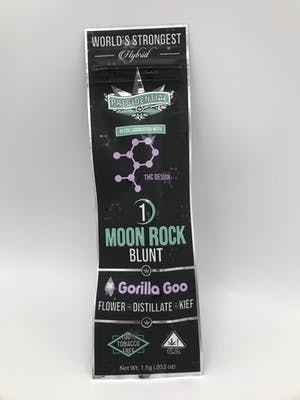 WORLD'S STRONGEST
Hybrid
PRESIDENTIAL
IN COLLABORATION WITH
THC DESIGN
1
MOON ROCK
BLUNT
Gorilla Goo
FLOWER DISTILLATE KIEF
TOBACCO
FREE
CA
Net Wt. 1.5g (.053 oz)